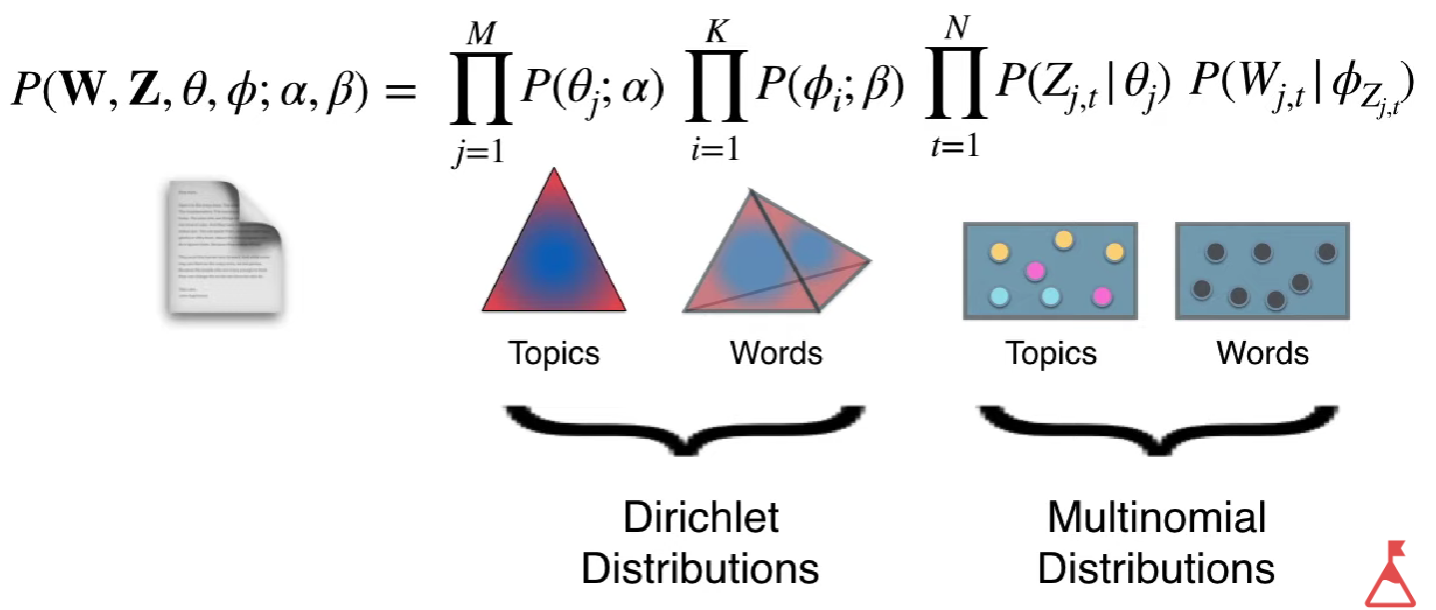 P(W, Z, θ, ϕ; α, β) = ∏_{j=1}^{M} P(θ_j; α) ∏_{i=1}^{K} P(ϕ_i; β) ∏_{t=1}^{N} P(Z_{j,t} | θ_j) P(W_{j,t} | ϕ_{Z_{j,t}})
Topics Words Topics Words
Dirichlet
Distributions
Multinomial
Distributions